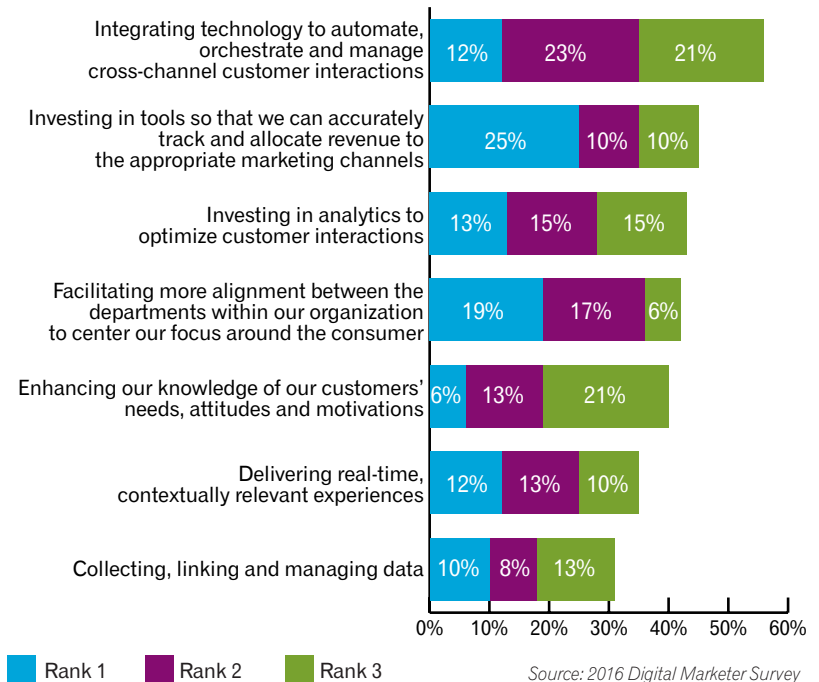 Integrating technology to automate,
orchestrate and manage
cross-channel customer interactions
12% 23% 21%
Investing in tools so that we can accurately
track and allocate revenue to
the appropriate marketing channels
25% 10% 10%
Investing in analytics to
optimize customer interactions
13% 15% 15%
Facilitating more alignment between the
departments within our organization
to center our focus around the consumer
19% 17% 6%
Enhancing our knowledge of our customers’
needs, attitudes and motivations
6% 13% 21%
Delivering real-time,
contextually relevant experiences
12% 13% 10%
Collecting, linking and managing data
10% 8% 13%
0% 10% 20% 30% 40% 50% 60%
Rank 1 Rank 2 Rank 3
Source: 2016 Digital Marketer Survey